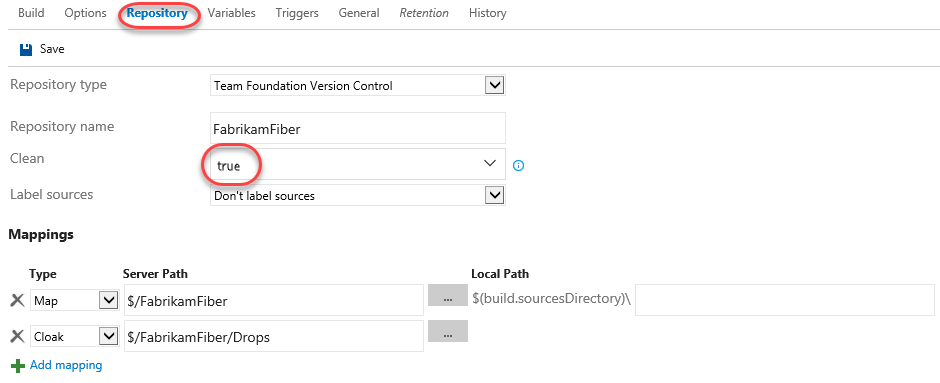 Build Options Repository Variables Triggers General Retention History
Save
Repository type Team Foundation Version Control
Repository name FabrikamFiber
Clean true
Label sources Don't label sources
Mappings
Type Server Path Local Path
Map $/FabrikamFiber ... $(build.sourcesDirectory)\
Cloak $/FabrikamFiber/Drops ...
Add mapping